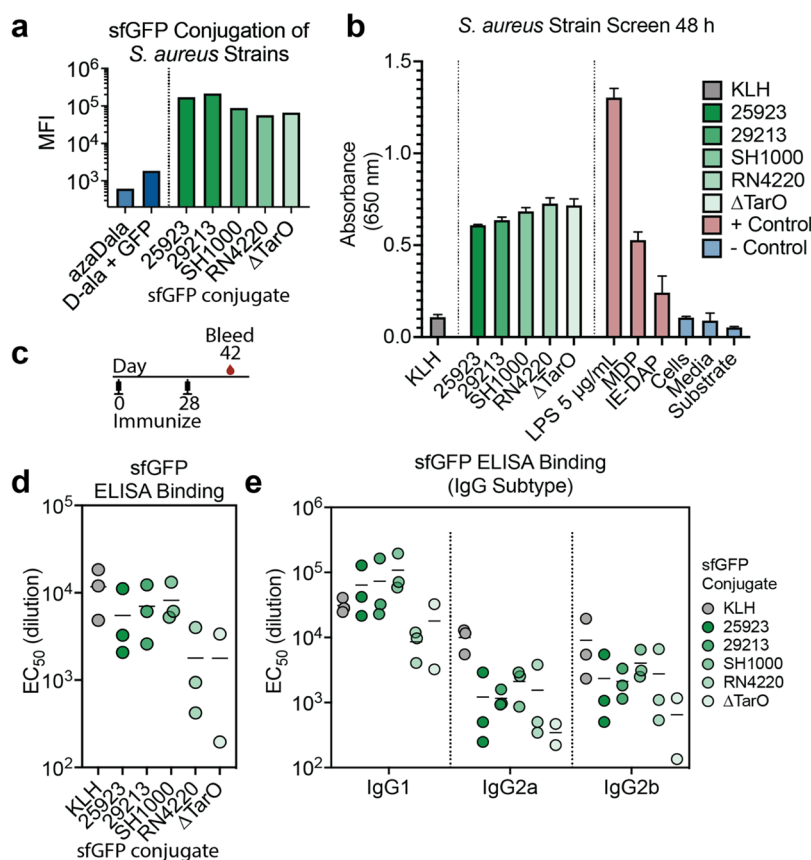 a
sfGFP Conjugation of
S. aureus Strains
MFI
10^5
10^4
10^3
azaDala
D-ala + GFP
25923
29213
SH1000
RN4220
ΔTarO
sfGFP conjugate
b
S. aureus Strain Screen 48 h
Absorbance
(650 nm)
1.5
1.0
0.5
0.0
KLH
25923
29213
SH1000
RN4220
ΔTarO
LPS 5 µg/mL
MDP
IE-DAP
Cells
Media
Substrate
KLH
25923
29213
SH1000
RN4220
ΔTarO
+ Control
- Control
c
Bleed
Day 42
0 28
Immunize
d
sfGFP
ELISA Binding
EC50 (dilution)
10^5
10^4
10^3
10^2
KLH
25923
29213
SH1000
RN4220
ΔTarO
sfGFP conjugate
e
sfGFP ELISA Binding
(IgG Subtype)
EC50 (dilution)
10^6
10^5
10^4
10^3
10^2
IgG1 IgG2a IgG2b
sfGFP
Conjugate
KLH
25923
29213
SH1000
RN4220
ΔTarO